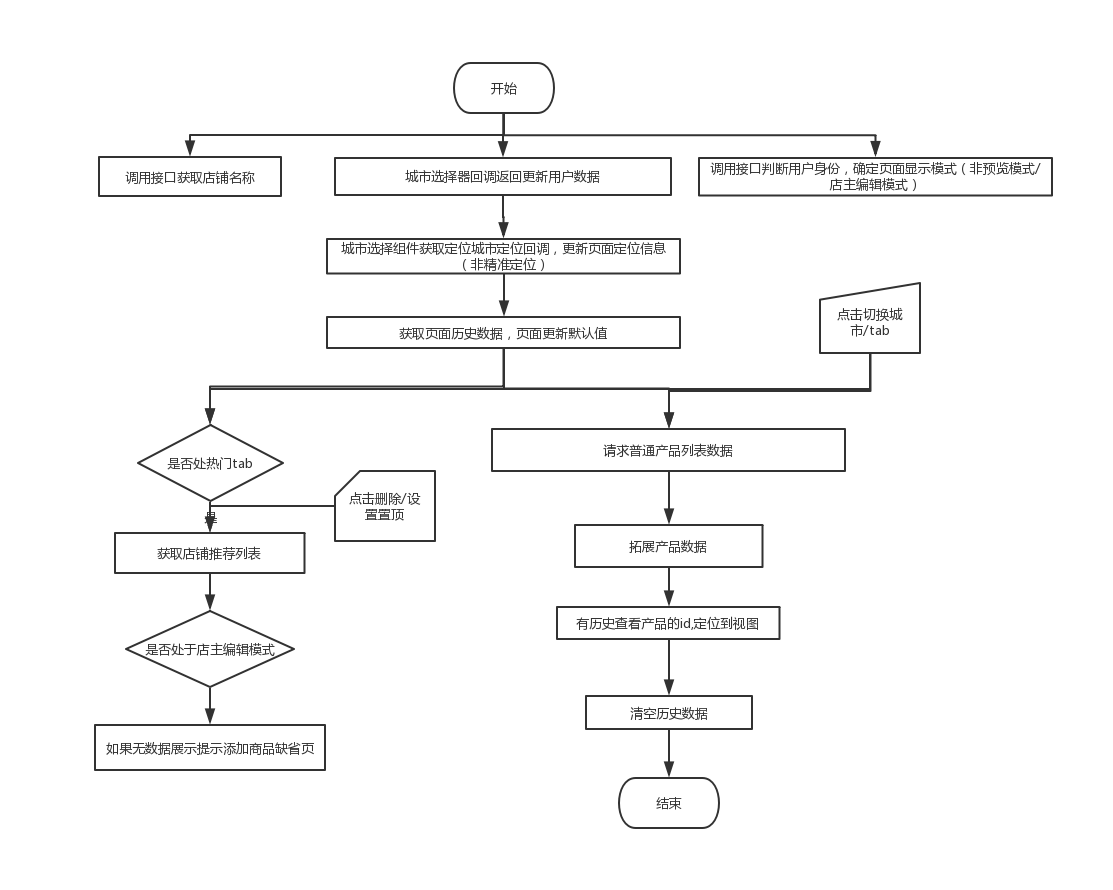 开始
调用接口获取店铺名称
城市选择器回调返回更新用户数据
调用接口判断用户身份，确定页面显示模式（非预览模式/
店主编辑模式）
城市选择组件获取定位城市定位回调，更新页面定位信息
（非精准定位）
点击切换城
市/tab
获取页面历史数据，页面更新默认值
是否处热门tab
请求普通产品列表数据
点击删除/设
置置顶
是
获取店铺推荐列表
拓展产品数据
有历史查看产品的id,定位到视图
是否处于店主编辑模式
清空历史数据
如果无数据展示提示添加商品缺省页
结束